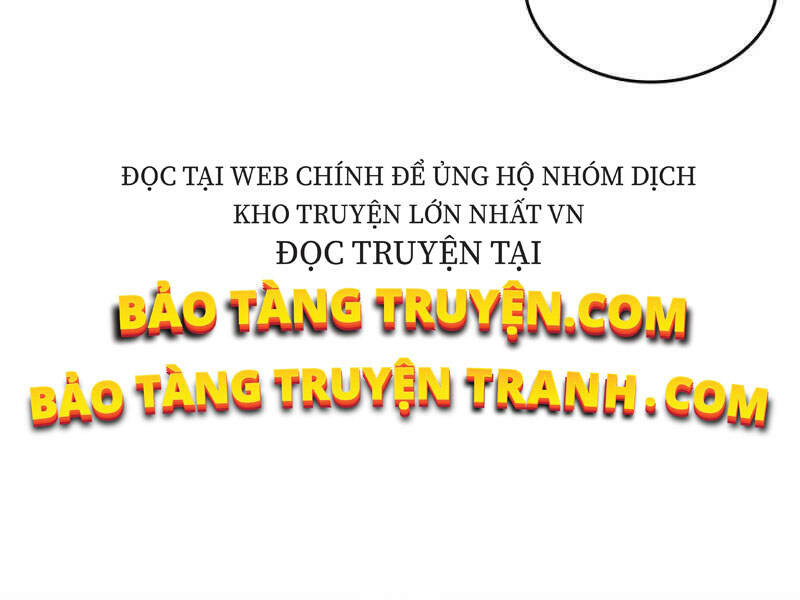 ĐỌC TẠI WEB CHÍNH ĐỂ ỦNG HỘ NHÓM DỊCH
KHO TRUYỆN LỚN NHẤT VN
ĐỌC TRUYỆN TẠI
BẢO TÀNG TRUYỆN.COM
BẢO TÀNG TRUYỆN TRANH.COM